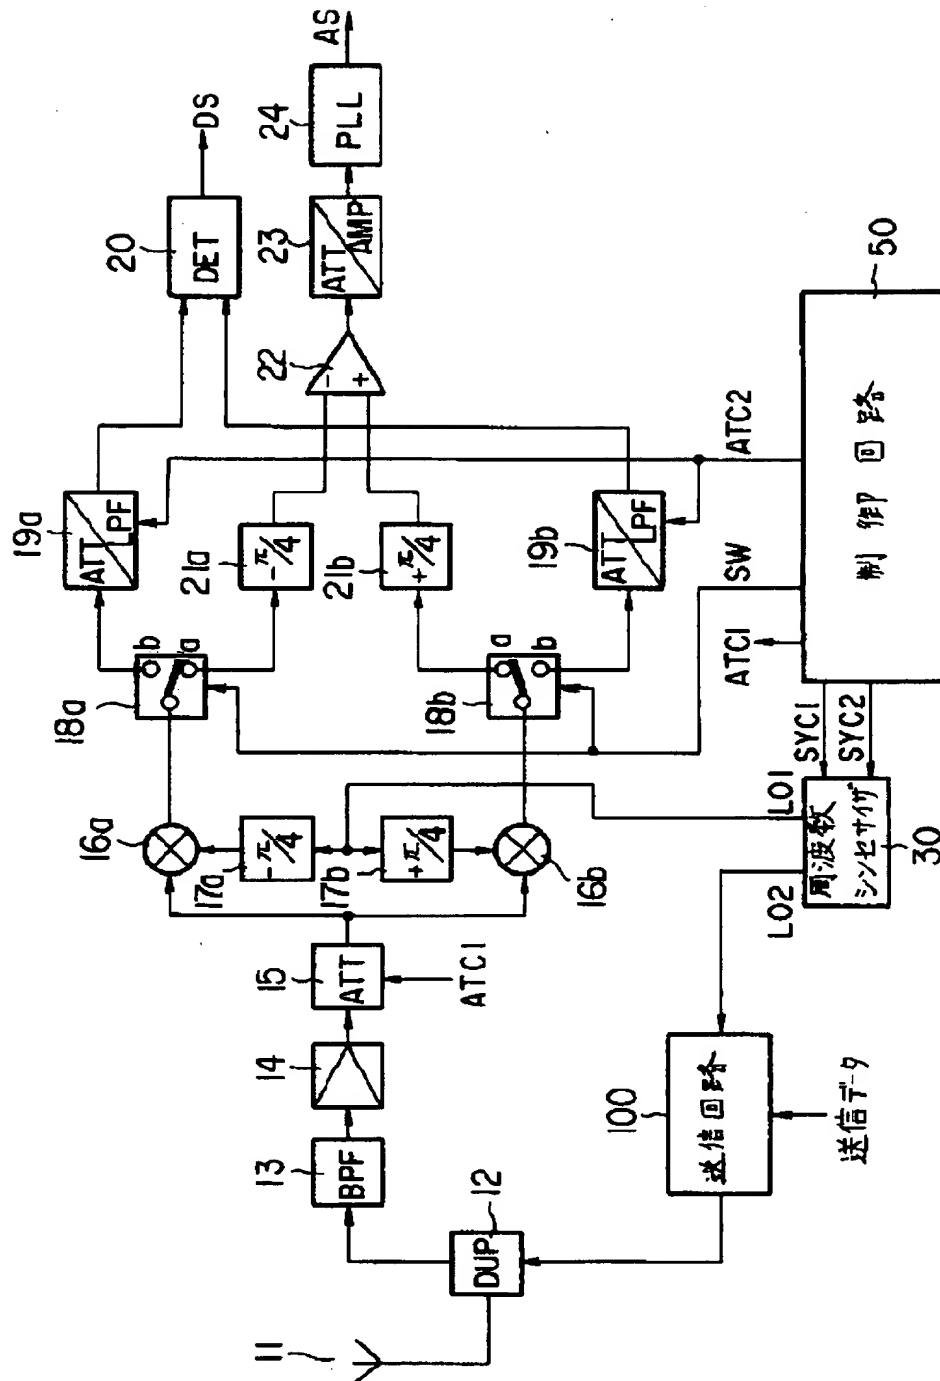 11
12
DUP
13
BPF
14
15
ATT
ATC1
16a
17a
-π/4
17b
+π/4
16b
18a
b
a
18b
a
b
19a
ATT
LPF
21a
-π/4
21b
+π/4
19b
ATT
LPF
20
DET
DS
22
-
+
23
ATT
AMP
24
PLL
AS
100
送信回路
送信データ
LO2
LO1
周波数
シンセサイザ
30
SYC1
SYC2
ATC1
SW
ATC2
制御回路
50